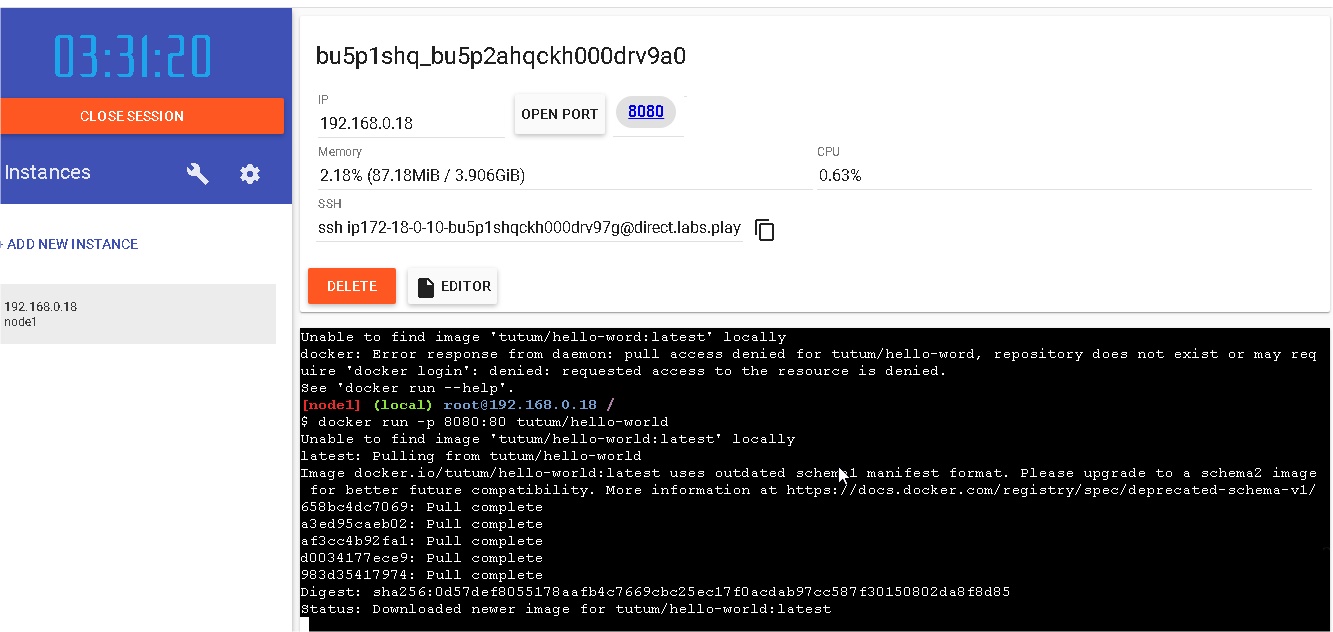 03:31:20
CLOSE SESSION
Instances
+ ADD NEW INSTANCE
192.168.0.18
node1
bu5p1shq_bu5p2ahqckh000drv9a0
IP
192.168.0.18
OPEN PORT
8080
Memory
2.18% (87.18MiB / 3.906GiB)
CPU
0.63%
SSH
ssh ip172-18-0-10-bu5p1shqckh000drv97g@direct.labs.play
DELETE
EDITOR
Unable to find image 'tutum/hello-word:latest' locally
docker: Error response from daemon: pull access denied for tutum/hello-word, repository does not exist or may req
uire 'docker login': denied: requested access to the resource is denied.
See 'docker run --help'.
[node1] (local) root@192.168.0.18 /
$ docker run -p 8080:80 tutum/hello-world
Unable to find image 'tutum/hello-world:latest' locally
latest: Pulling from tutum/hello-world
Image docker.io/tutum/hello-world:latest uses outdated schema1 manifest format. Please upgrade to a schema2 image
for better future compatibility. More information at https://docs.docker.com/registry/spec/deprecated-schema-v1/
658bc4dc7069: Pull complete
a3ed95caeb02: Pull complete
af3cc4b92fa1: Pull complete
d0034177ece9: Pull complete
983d35417974: Pull complete
Digest: sha256:0d57def8055178aafb4c7669cbc25ec17f0acdab97cc587f30150802da8f8d85
Status: Downloaded newer image for tutum/hello-world:latest